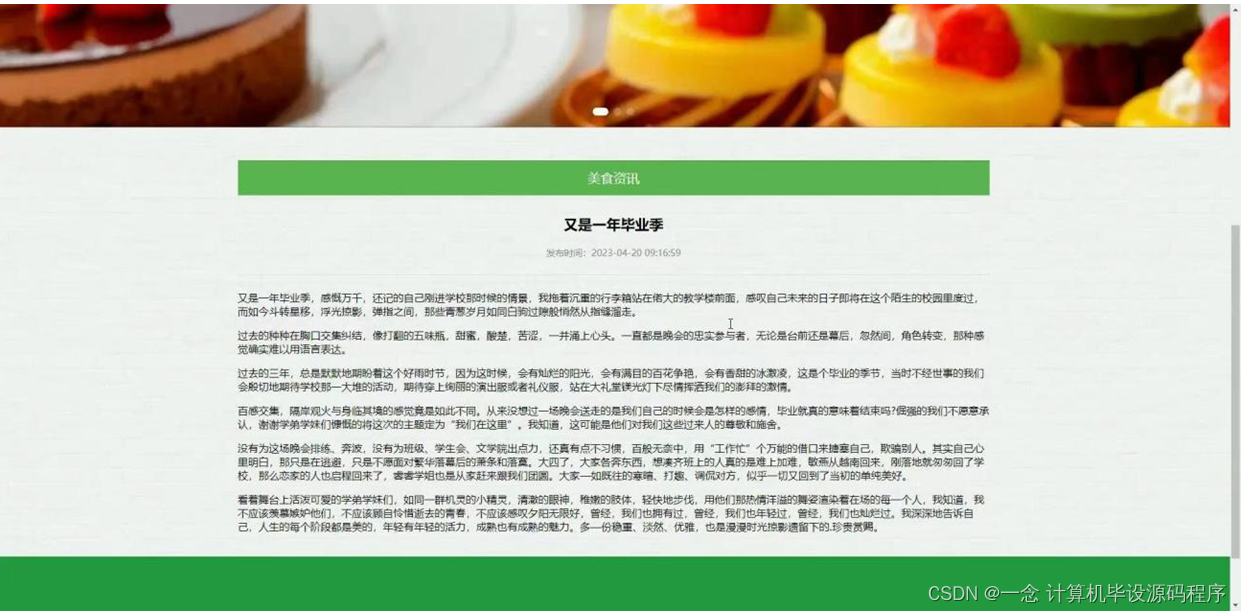 美食资讯
又是一年毕业季
发布时间：2023-04-20 09:16:59
又是一年毕业季，感慨万千，还记的自己刚进学校那时候的情景，我拖着沉重的行李箱站在偌大的教学楼前面，感叹自己未来的日子即将在这个陌生的校园里度过，
而如今斗转星移，浮光掠影，弹指之间，那些青葱岁月如同白驹过隙般悄然从指缝溜走。
过去的种种在胸口交集纠结，像打翻的五味瓶，甜蜜，酸楚，苦涩，一并涌上心头。一直都是晚会的忠实参与者，无论是台前还是幕后，忽然间，角色转变，那种感
觉确实难以用语言表达。
过去的三年，总是默默地期盼着这个好雨时节，因为这时候，会有灿烂的阳光，会有满目的百花争艳，会有香甜的冰激凌，这是个毕业的季节，当时不经世事的我们
会殷切地期待学校那一大堆的活动，期待穿上绚丽的演出服或者礼仪服，站在大礼堂镁光灯下尽情挥洒我们的澎拜的激情。
百感交集，隔岸观火与身临其境的感觉竟是如此不同。从来没想过一场晚会送走的是我们自己的时候会是怎样的感情，毕业就真的意味着结束吗?倔强的我们不愿意承
认，谢谢学弟学妹们慷慨的将这次的主题定为“我们在这里”。我知道，这可能是他们对我们这些过来人的尊敬和施舍。
没有为这场晚会排练、奔波，没有为班级、学生会、文学院出点力，还真有点不习惯，百般无奈中，用“工作忙”个万能的借口来搪塞自己，欺骗别人。其实自己心
里明白，那只是在逃避，只是不愿面对繁华落幕后的萧条和落寞。大四了，大家各奔东西，想凑齐班上的人真的是难上加难，敏燕从越南回来，刚落地就匆匆回了学
校，那么恋家的人也启程回来了，睿睿学姐也是从家赶来跟我们团圆。大家一如既往的寒暄、打趣、调侃对方，似乎一切又回到了当初的单纯美好。
看着舞台上活泼可爱的学弟学妹们，如同一群机灵的小精灵，清澈的眼神，稚嫩的肢体，轻快地步伐，用他们那热情洋溢的舞姿渲染着在场的每一个人，我知道，我
不应该羡慕嫉妒他们，不应该顾自怜惜逝去的青春，不应该感叹夕阳无限好，曾经，我们也拥有过，曾经，我们也年轻过，曾经，我们也灿烂过。我深深地告诉自
己，人生的每个阶段都是美的，年轻有年轻的活力，成熟也有成熟的魅力。多一份稳重、淡然、优雅，也是漫漫时光掠影遗留下的.珍贵赏赐。
CSDN @一念 计算机毕设源码程序